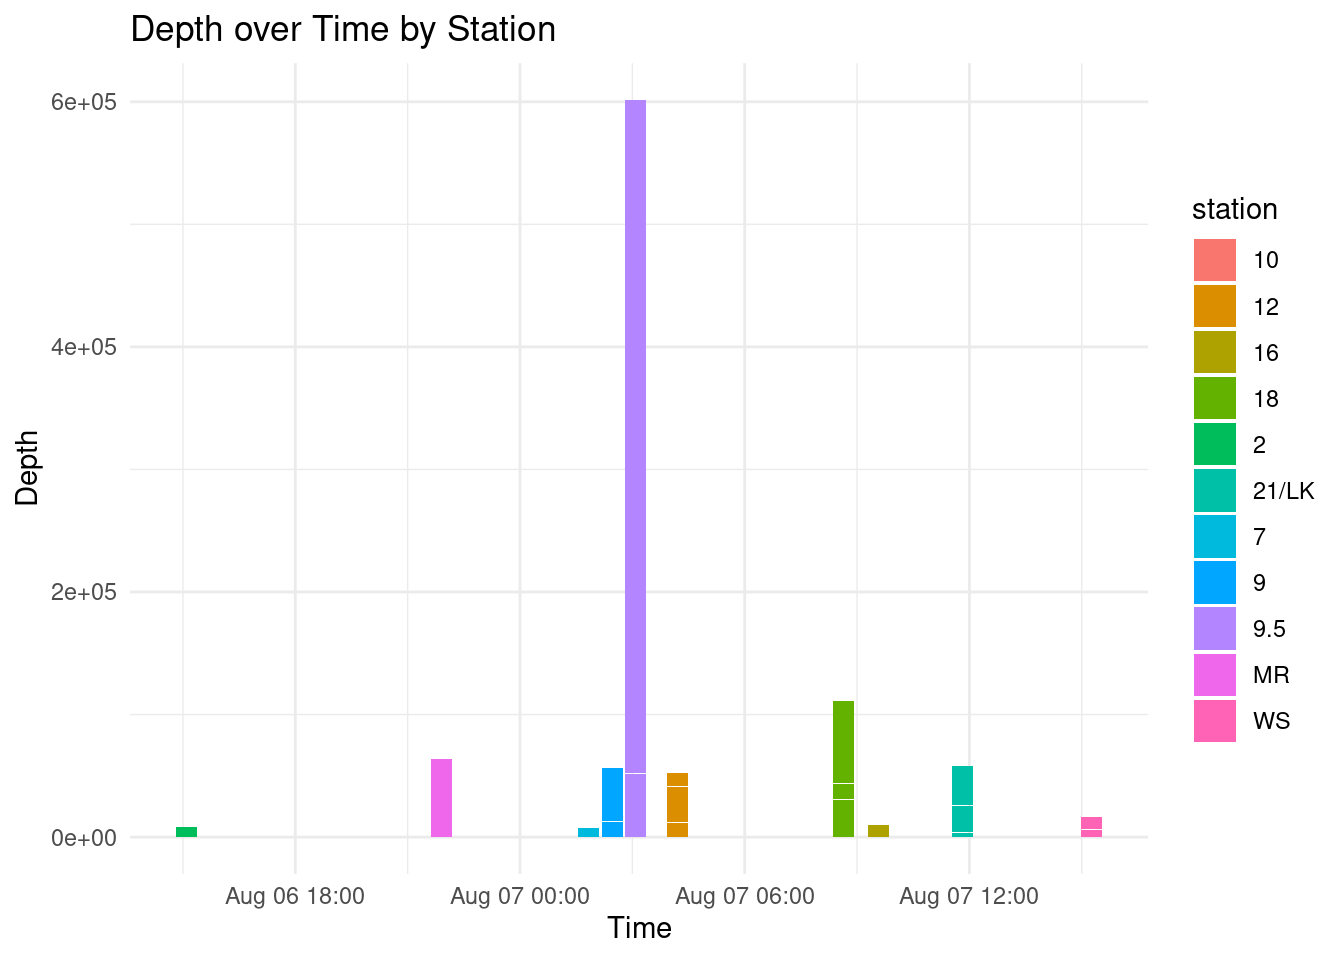 Depth over Time by Station
6e+05
4e+05
2e+05
0e+00
Depth
Aug 06 18:00
Aug 07 00:00
Aug 07 06:00
Aug 07 12:00
Time
station
10
12
16
18
2
21/LK
7
9
9.5
MR
WS